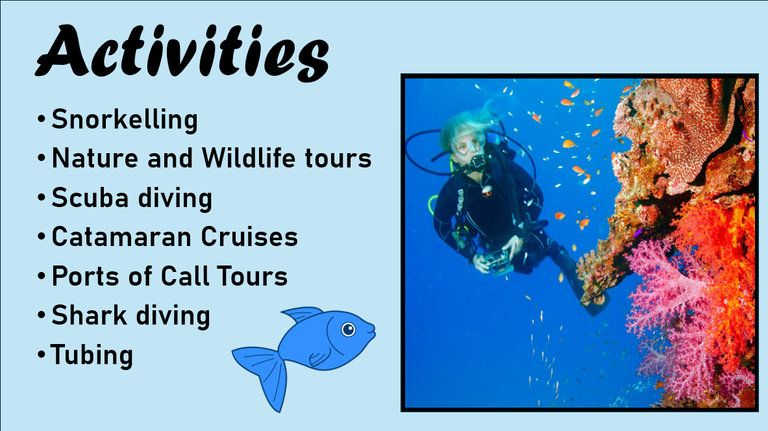 Activities
• Snorkelling
• Nature and Wildlife tours
• Scuba diving
• Catamaran Cruises
• Ports of Call Tours
• Shark diving
• Tubing